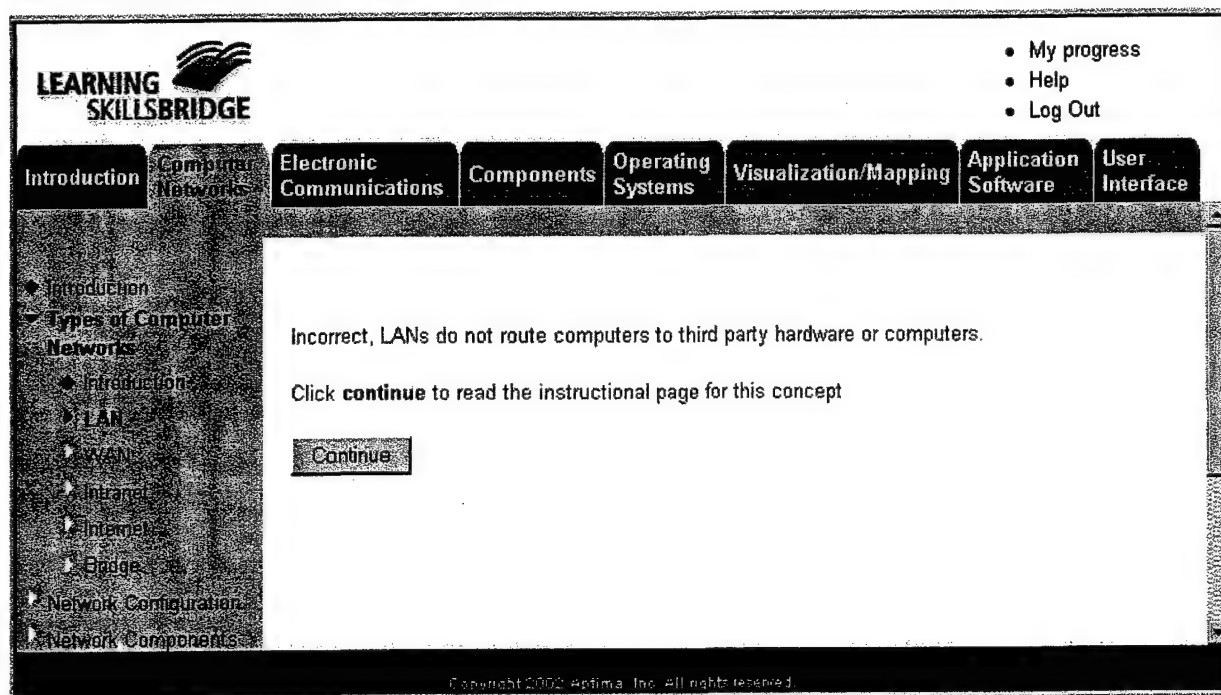 LEARNING
SKILLSBRIDGE
My progress
Help
Log Out
Introduction
Computer
Networks
Electronic
Communications
Components
Operating
Systems
Visualization/Mapping
Application
Software
User
Interface
Introduction
Types of Computer
Networks
Introduction
LAN
WAN
Intranet
Internet
Bridge
Network Configuration
Network Components
Incorrect, LANs do not route computers to third party hardware or computers.
Click continue to read the instructional page for this concept
Continue
Copyright 2002 Aptima, Inc. All rights reserved.